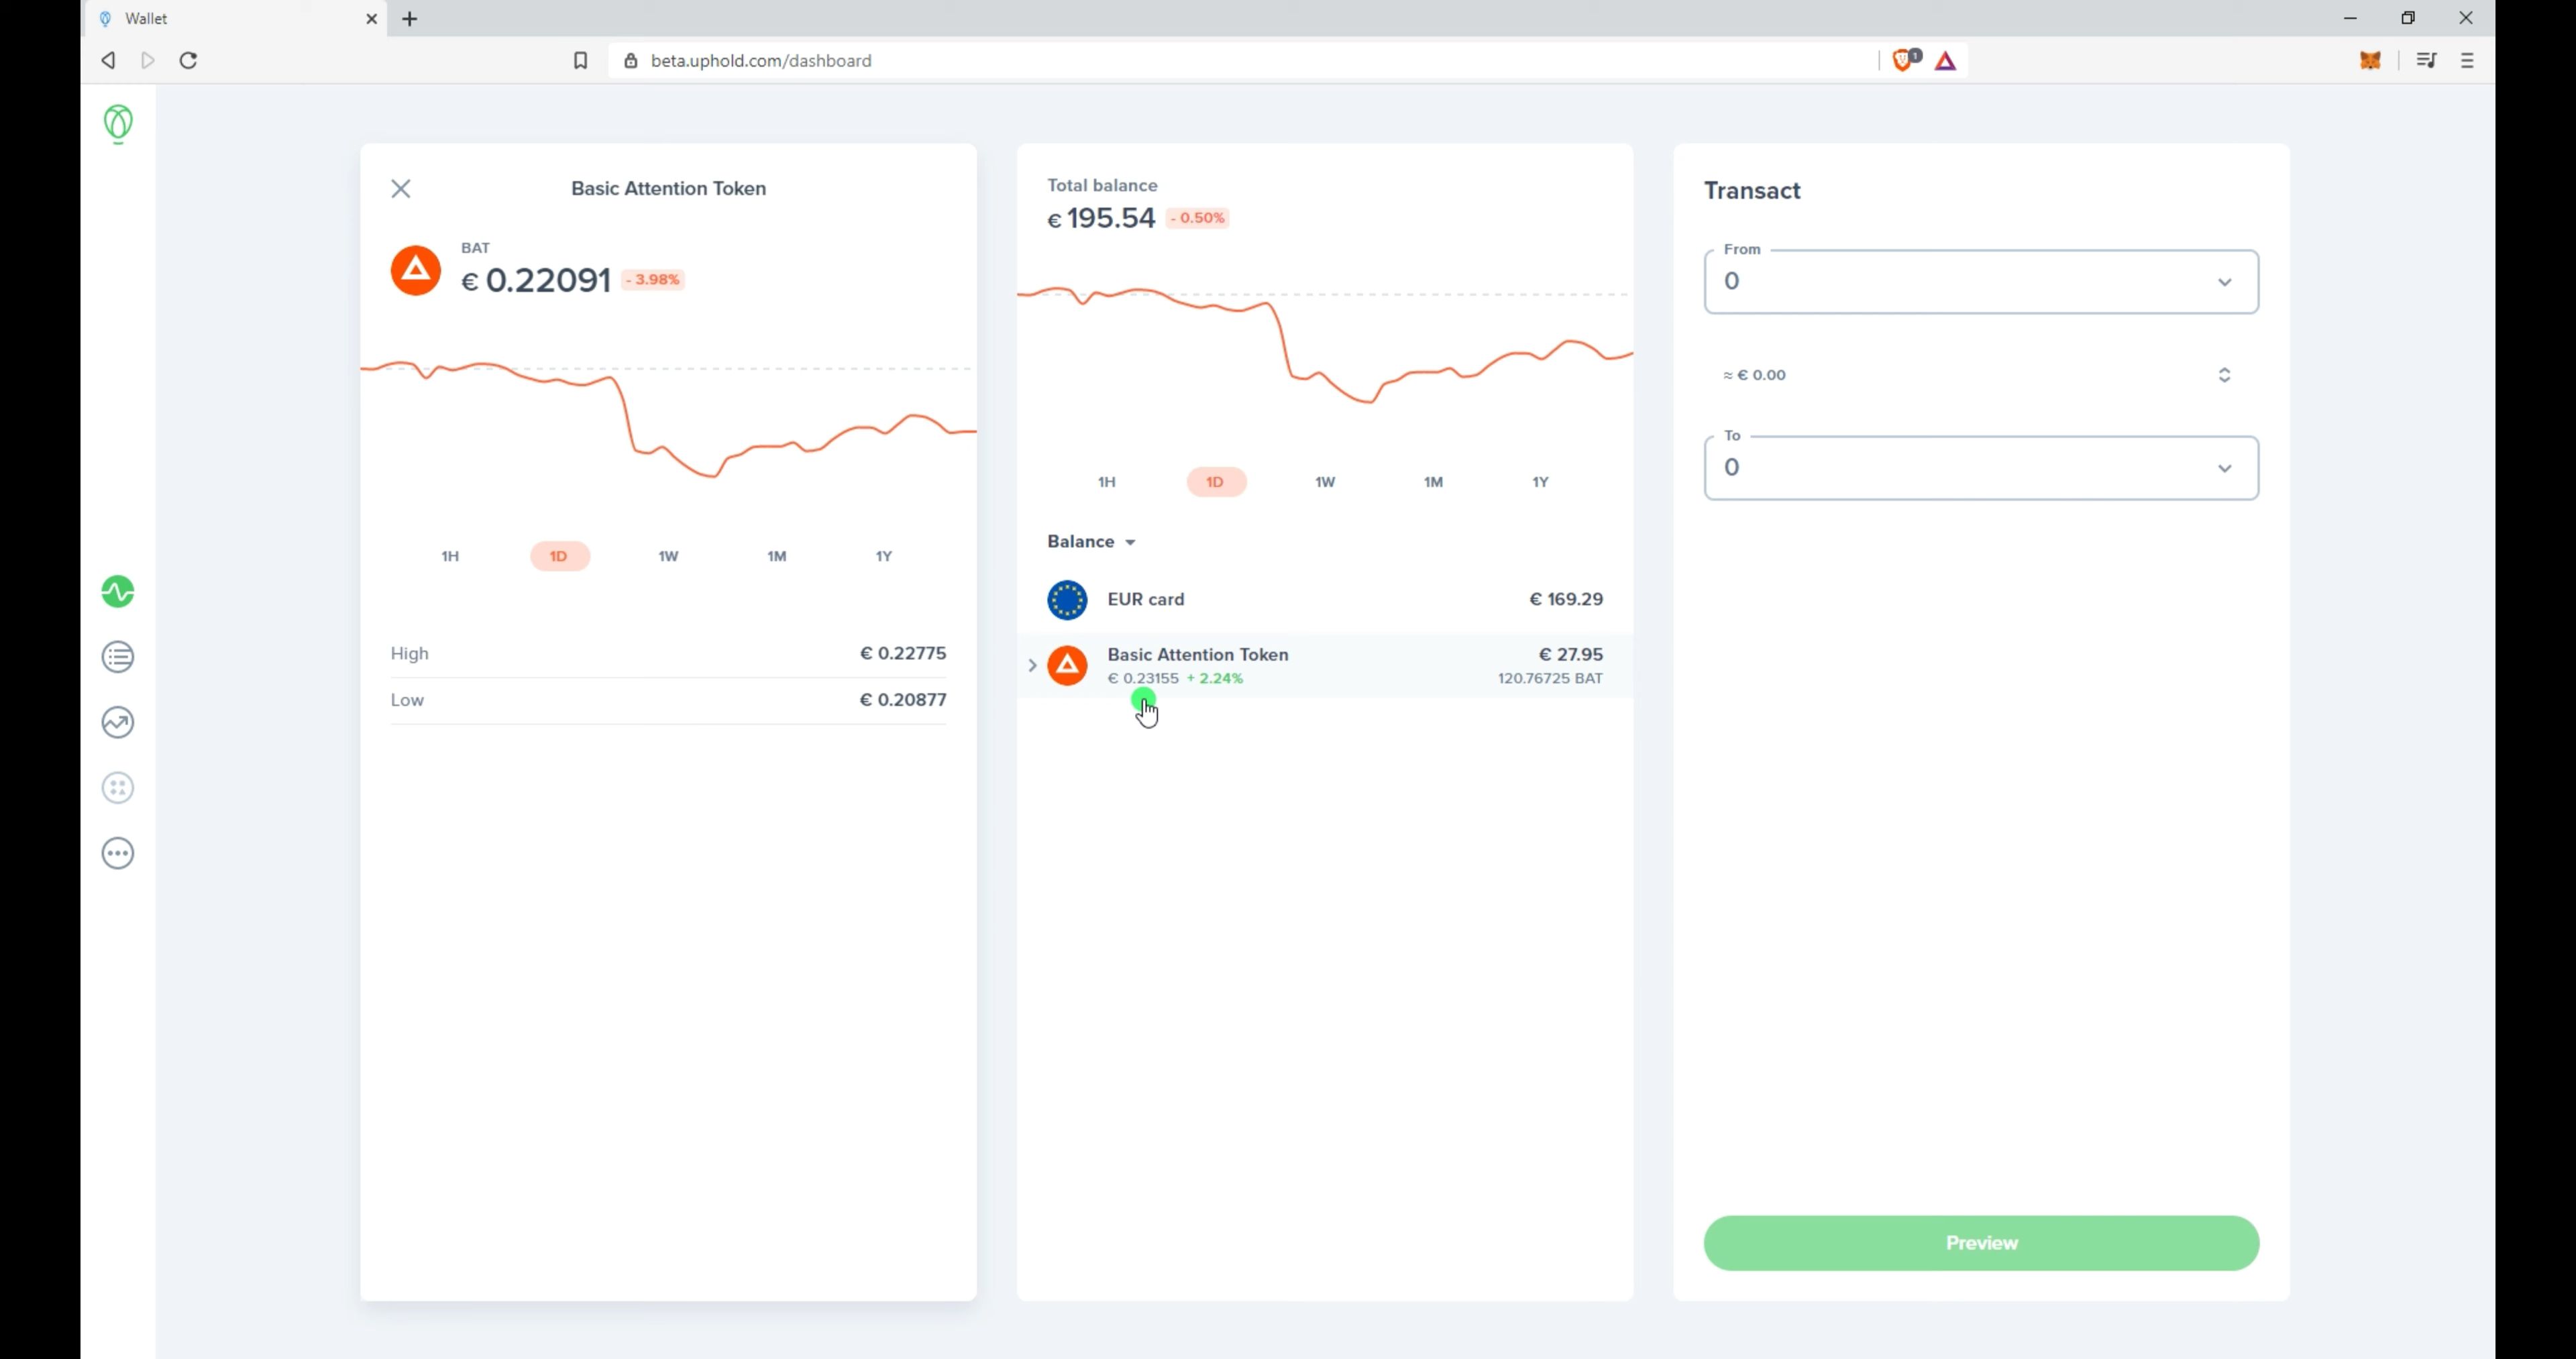 Wallet
beta.uphold.com/dashboard
1
Basic Attention Token
BAT
€ 0.22091 - 3.98%
1H 1D 1W 1M 1Y
High € 0.22775
Low € 0.20877
Total balance
€ 195.54 - 0.50%
1H 1D 1W 1M 1Y
Balance
EUR card € 169.29
Basic Attention Token € 27.95
€ 0.23155 + 2.24% 120.76725 BAT
Transact
From
0
≈ € 0.00
To
0
Preview